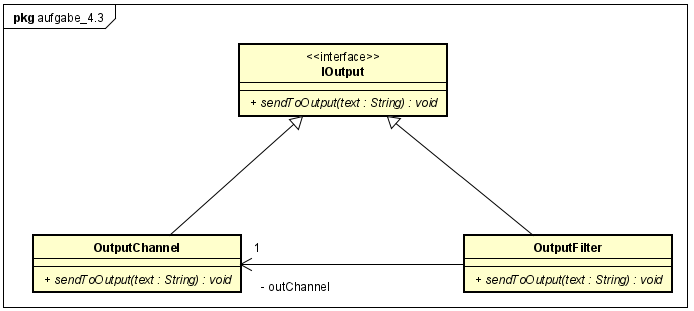 pkg aufgabe_4.3
<<interface>>
IOutput
+ sendToOutput(text : String) : void
OutputChannel
+ sendToOutput(text : String) : void
1
- outChannel
OutputFilter
+ sendToOutput(text : String) : void